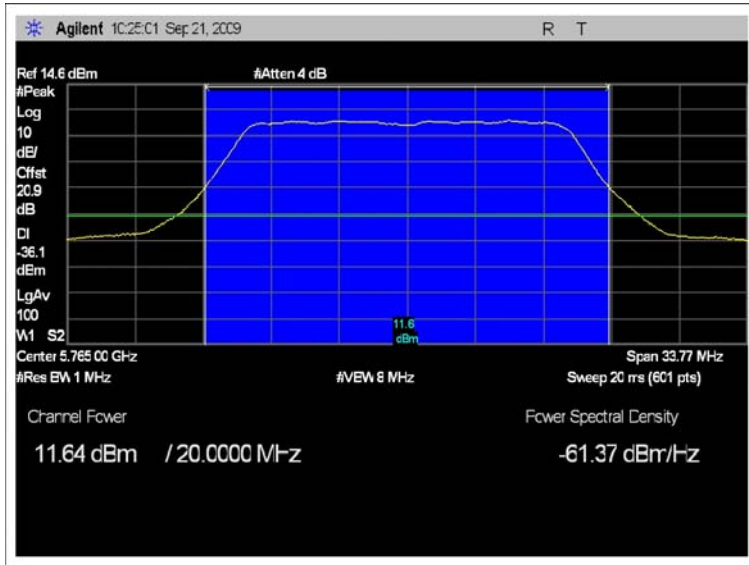 Agilent 10:25:01 Sep 21, 2009 R T
Ref 14.6 dBm #Atten 4 dB
#Peak
Log
10
dB/
Offst
20.9
dB
DI
-36.1
dBm
LgAv
100
W1 S2
11.6
dBm
Center 5.765 00 GHz Span 33.77 MHz
#Res BW 1 MHz #VBW 8 MHz Sweep 20 ms (601 pts)
Channel Power Power Spectral Density
11.64 dBm / 20.0000 MHz -61.37 dBm/Hz